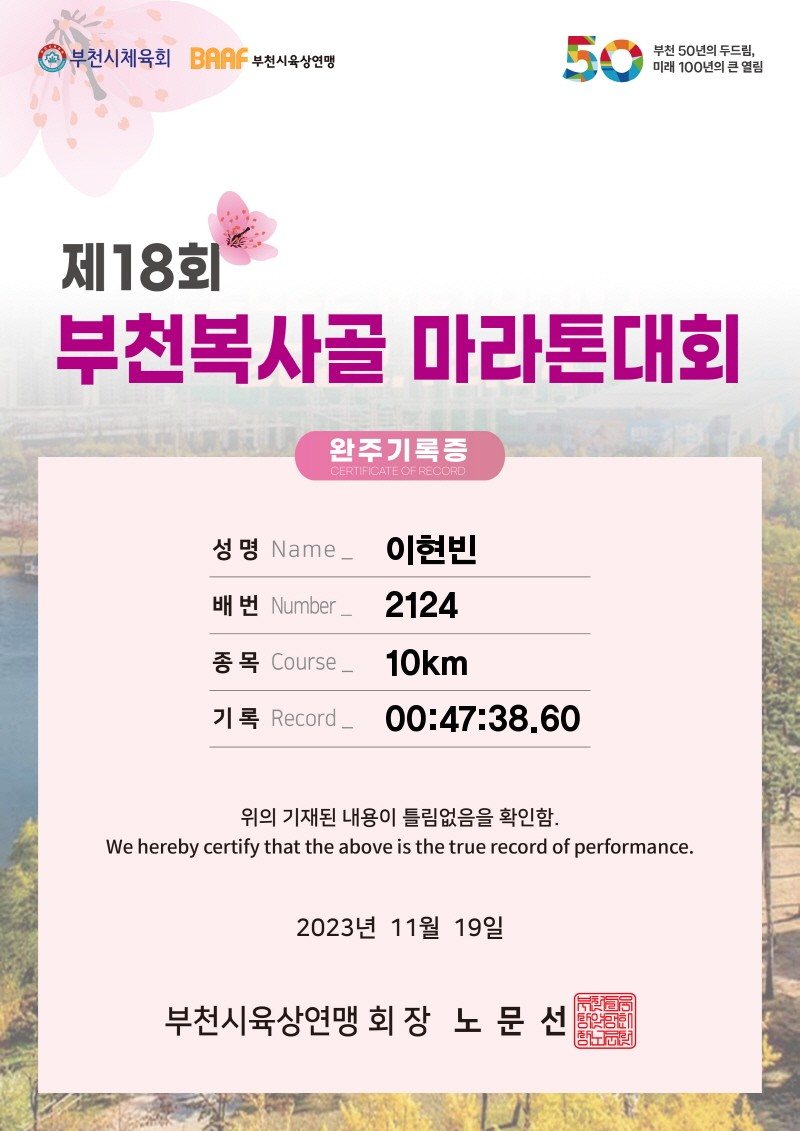 부천시체육회 BAAF 부천시육상연맹
50 부천 50년의 두드림,
미래 100년의 큰 열림
제18회
부천복사골 마라톤대회
완주기록증
CERTIFICATE OF RECORD
성명 Name _ 이현빈
배번 Number _ 2124
종목 Course _ 10km
기록 Record _ 00:47:38.60
위의 기재된 내용이 틀림없음을 확인함.
We hereby certify that the above is the true record of performance.
2023년 11월 19일
부천시육상연맹 회장 노문선